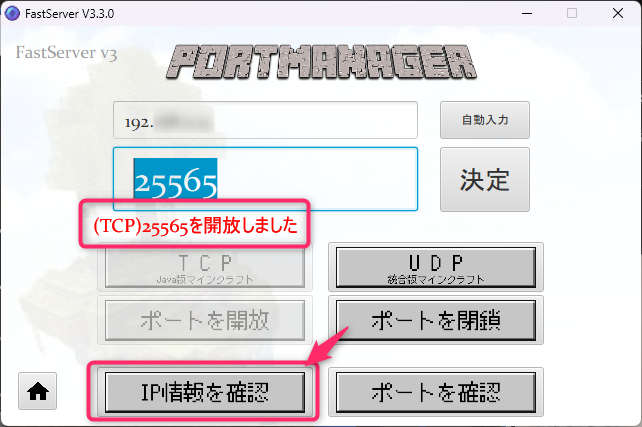 FastServer V3.3.0
FastServer v3
PORTMANAGER
192.
自動入力
25565
決定
(TCP)25565を開放しました
TCP
Java版マインクラフト
UDP
統合版マインクラフト
ポートを開放
ポートを閉鎖
IP情報を確認
ポートを確認